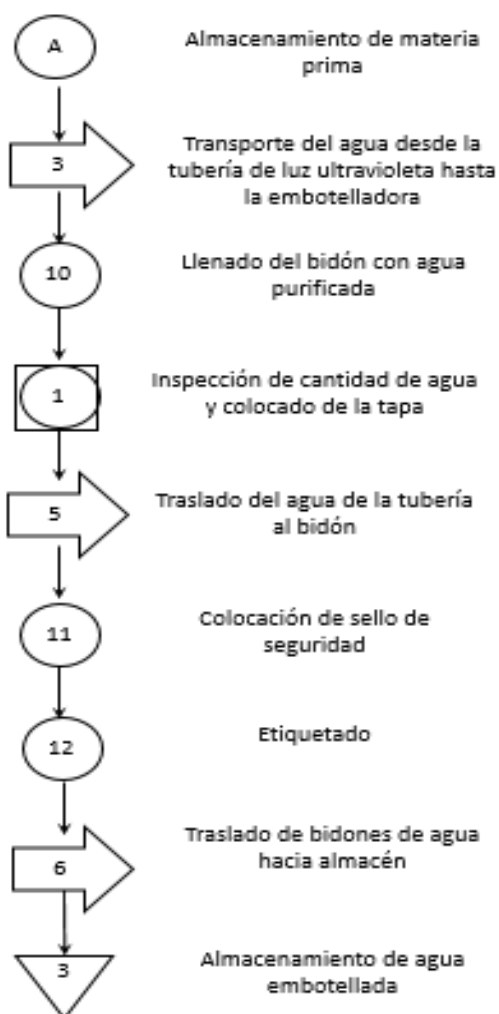 A
Almacenamiento de materia
prima
3
Transporte del agua desde la
tubería de luz ultravioleta hasta
la embotelladora
10
Llenado del bidón con agua
purificada
1
Inspección de cantidad de agua
y colocado de la tapa
5
Traslado del agua de la tubería
al bidón
11
Colocación de sello de
seguridad
12
Etiquetado
6
Traslado de bidones de agua
hacia almacén
3
Almacenamiento de agua
embotellada